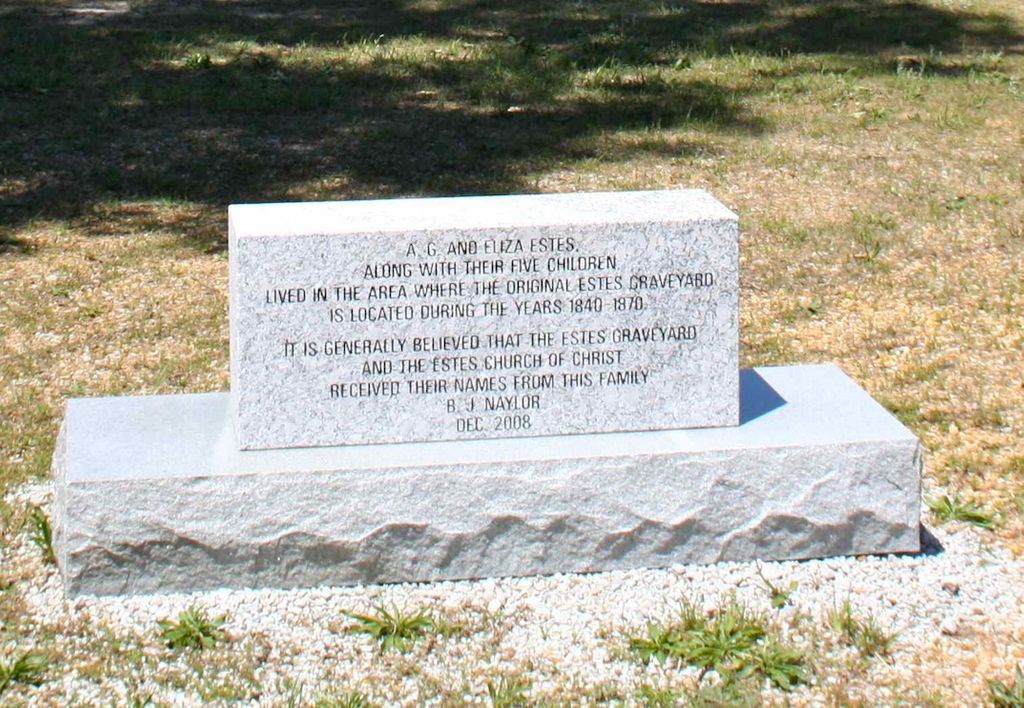 A. G. AND ELIZA ESTES,
ALONG WITH THEIR FIVE CHILDREN
LIVED IN THE AREA WHERE THE ORIGINAL ESTES GRAVEYARD
IS LOCATED DURING THE YEARS 1840-1870.
IT IS GENERALLY BELIEVED THAT THE ESTES GRAVEYARD
AND THE ESTES CHURCH OF CHRIST
RECEIVED THEIR NAMES FROM THIS FAMILY
B. J. NAYLOR
DEC. 2008